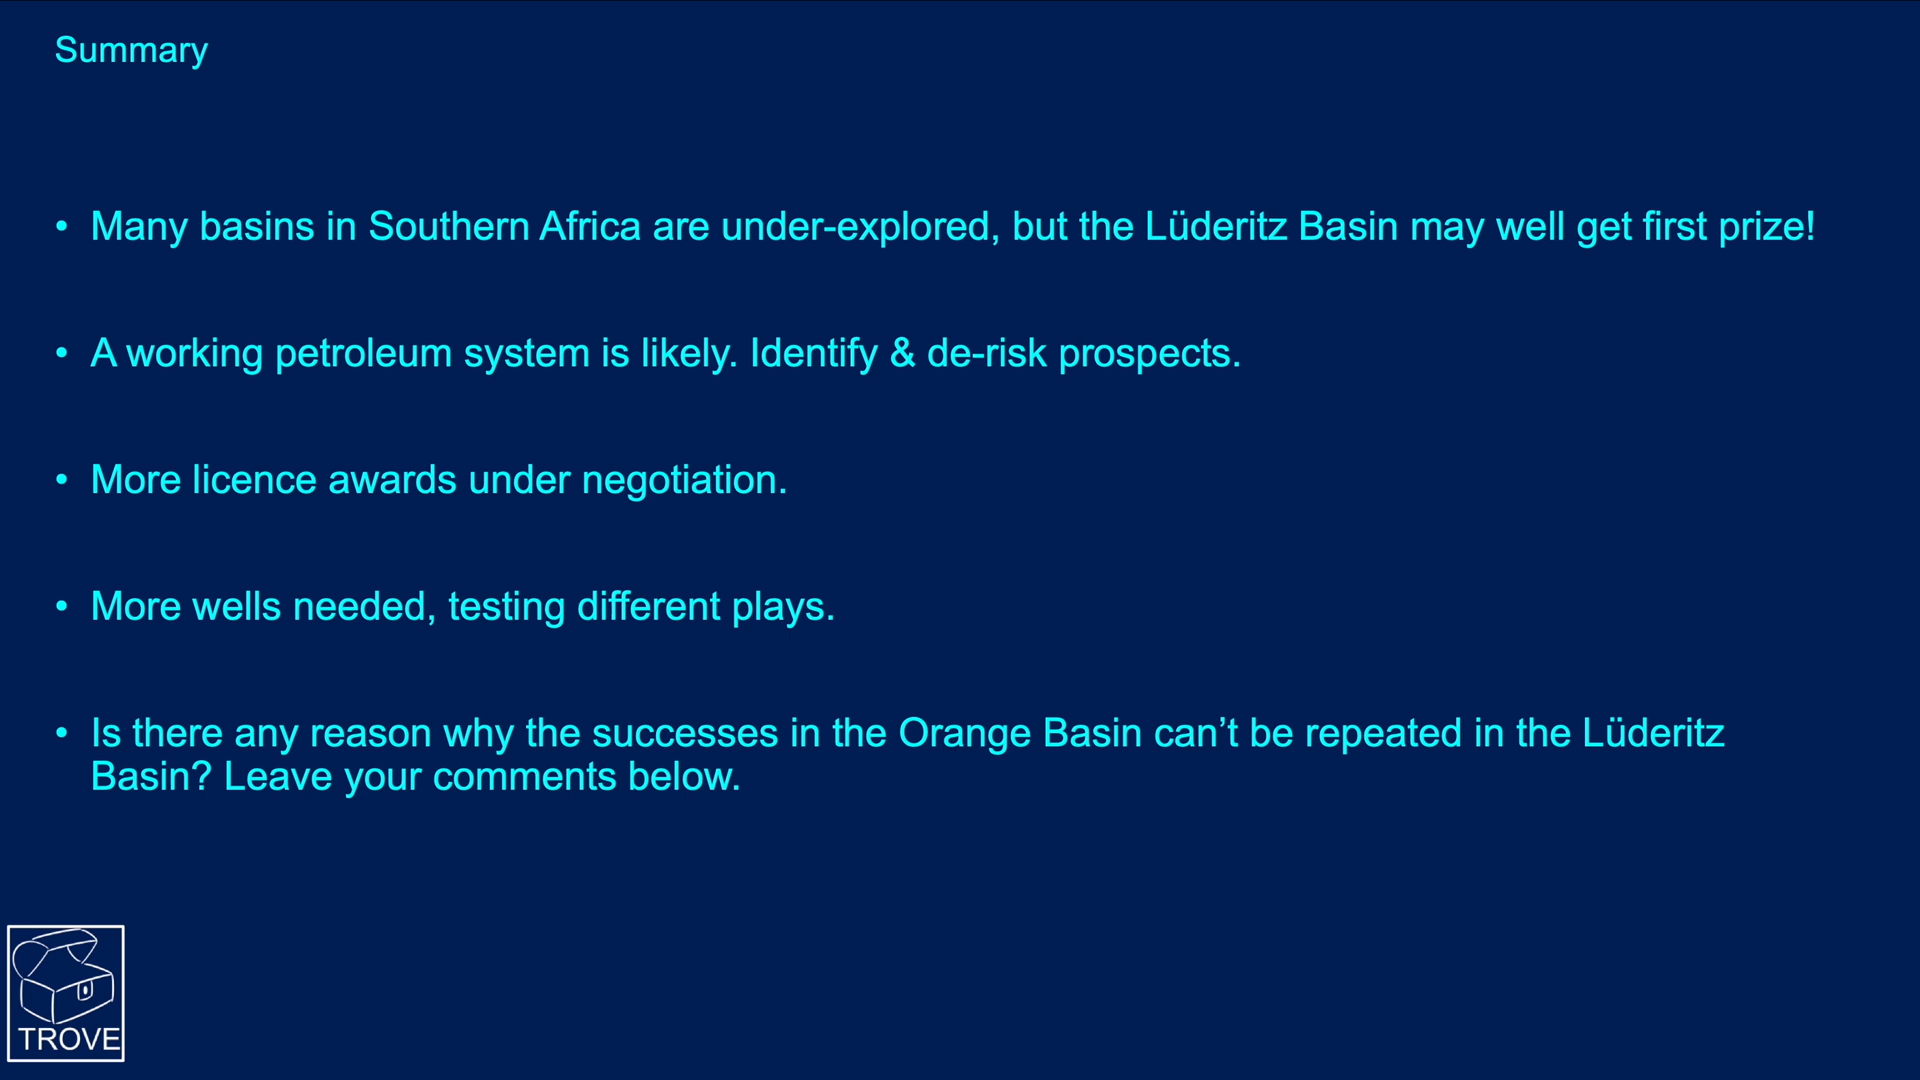 Summary
• Many basins in Southern Africa are under-explored, but the Lüderitz Basin may well get first prize!
• A working petroleum system is likely. Identify & de-risk prospects.
• More licence awards under negotiation.
• More wells needed, testing different plays.
• Is there any reason why the successes in the Orange Basin can’t be repeated in the Lüderitz
Basin? Leave your comments below.
TROVE